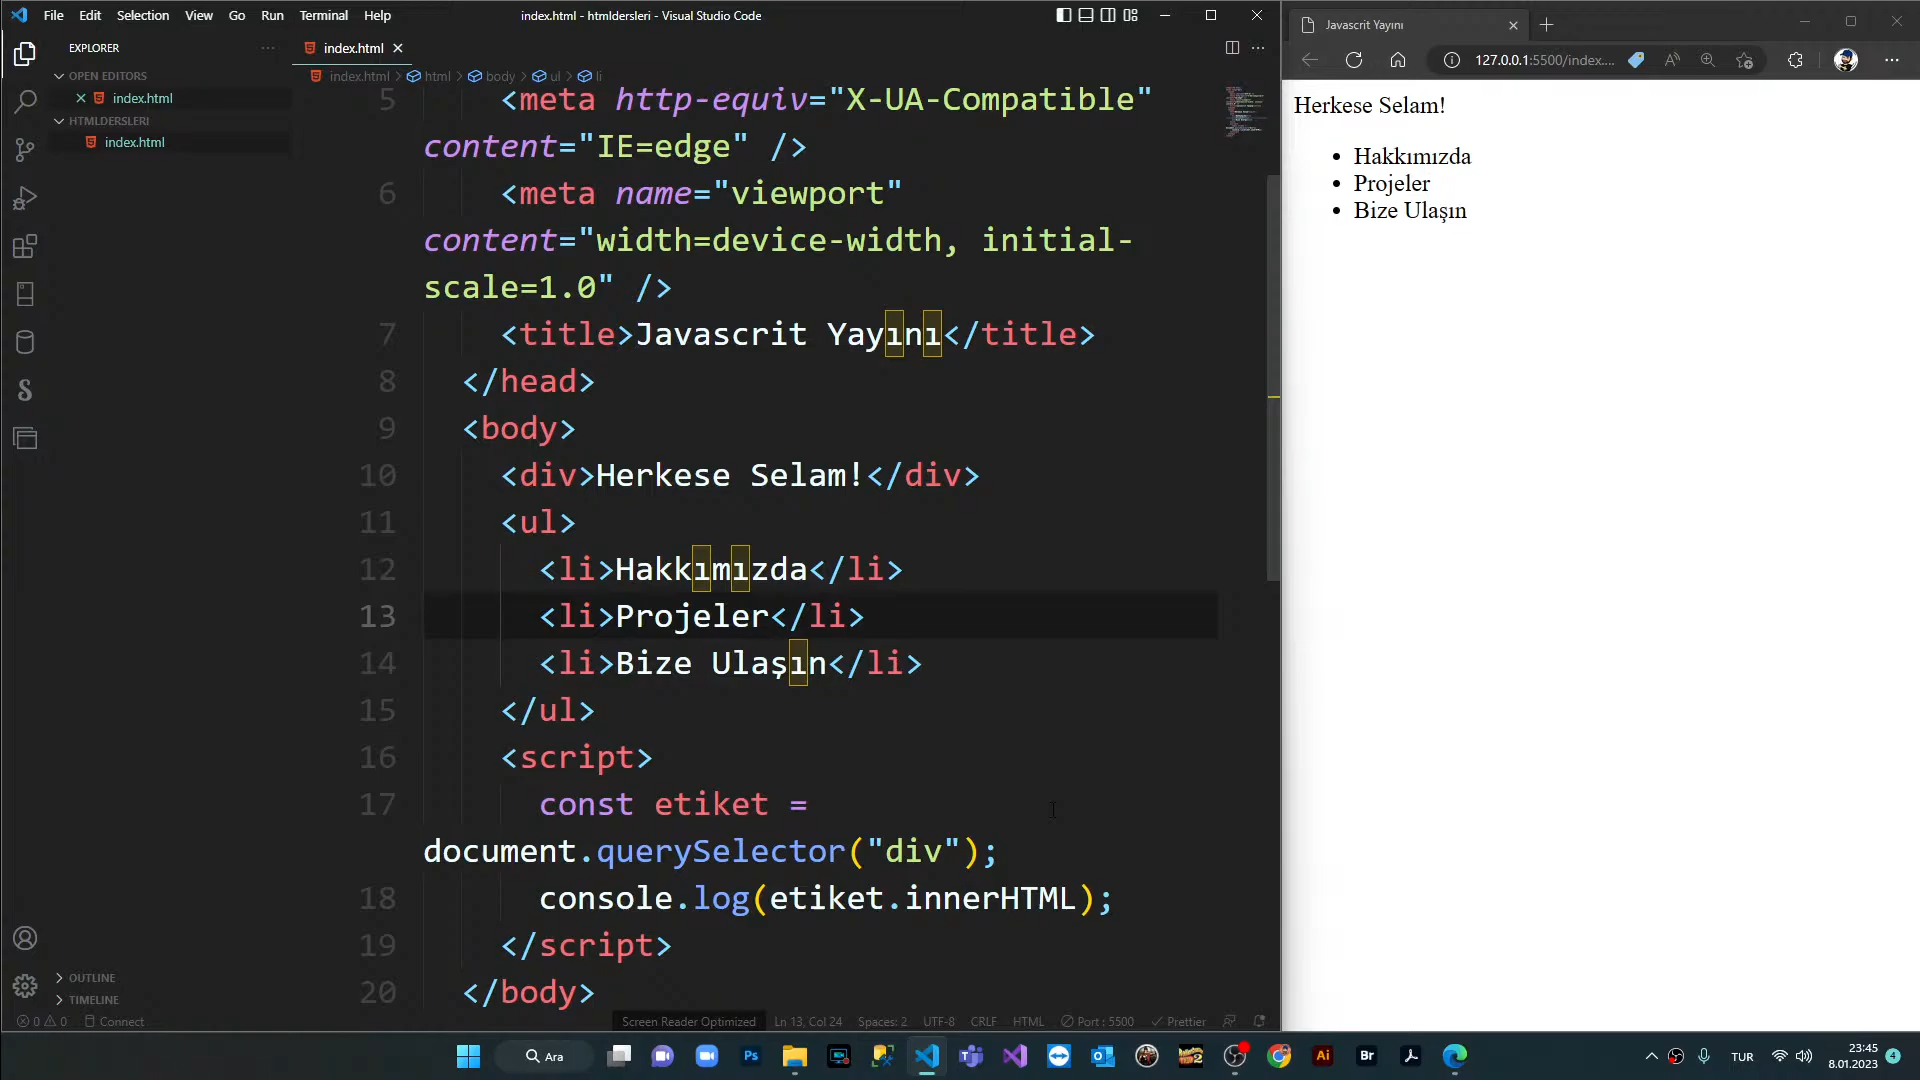 File Edit Selection View Go Run Terminal Help
index.html - htmldersleri - Visual Studio Code
EXPLORER
OPEN EDITORS
index.html
HTMLDERSLERI
index.html
OUTLINE
TIMELINE
index.html
index.html > html > body > ul > li
5 <meta http-equiv="X-UA-Compatible"
content="IE=edge" />
6 <meta name="viewport"
content="width=device-width, initial-
scale=1.0" />
7 <title>Javascrit Yayını</title>
8 </head>
9 <body>
10 <div>Herkese Selam!</div>
11 <ul>
12 <li>Hakkımızda</li>
13 <li>Projeler</li>
14 <li>Bize Ulaşın</li>
15 </ul>
16 <script>
17 const etiket =
document.querySelector("div");
18 console.log(etiket.innerHTML);
19 </script>
20 </body>
0 0 Connect
Screen Reader Optimized Ln 13, Col 24 Spaces: 2 UTF-8 CRLF HTML Port : 5500 Prettier
Javascrit Yayını
127.0.0.1:5500/index....
Herkese Selam!
• Hakkımızda
• Projeler
• Bize Ulaşın
Ara
Ps
Ai
Br
TUR
23:45
8.01.2023
4